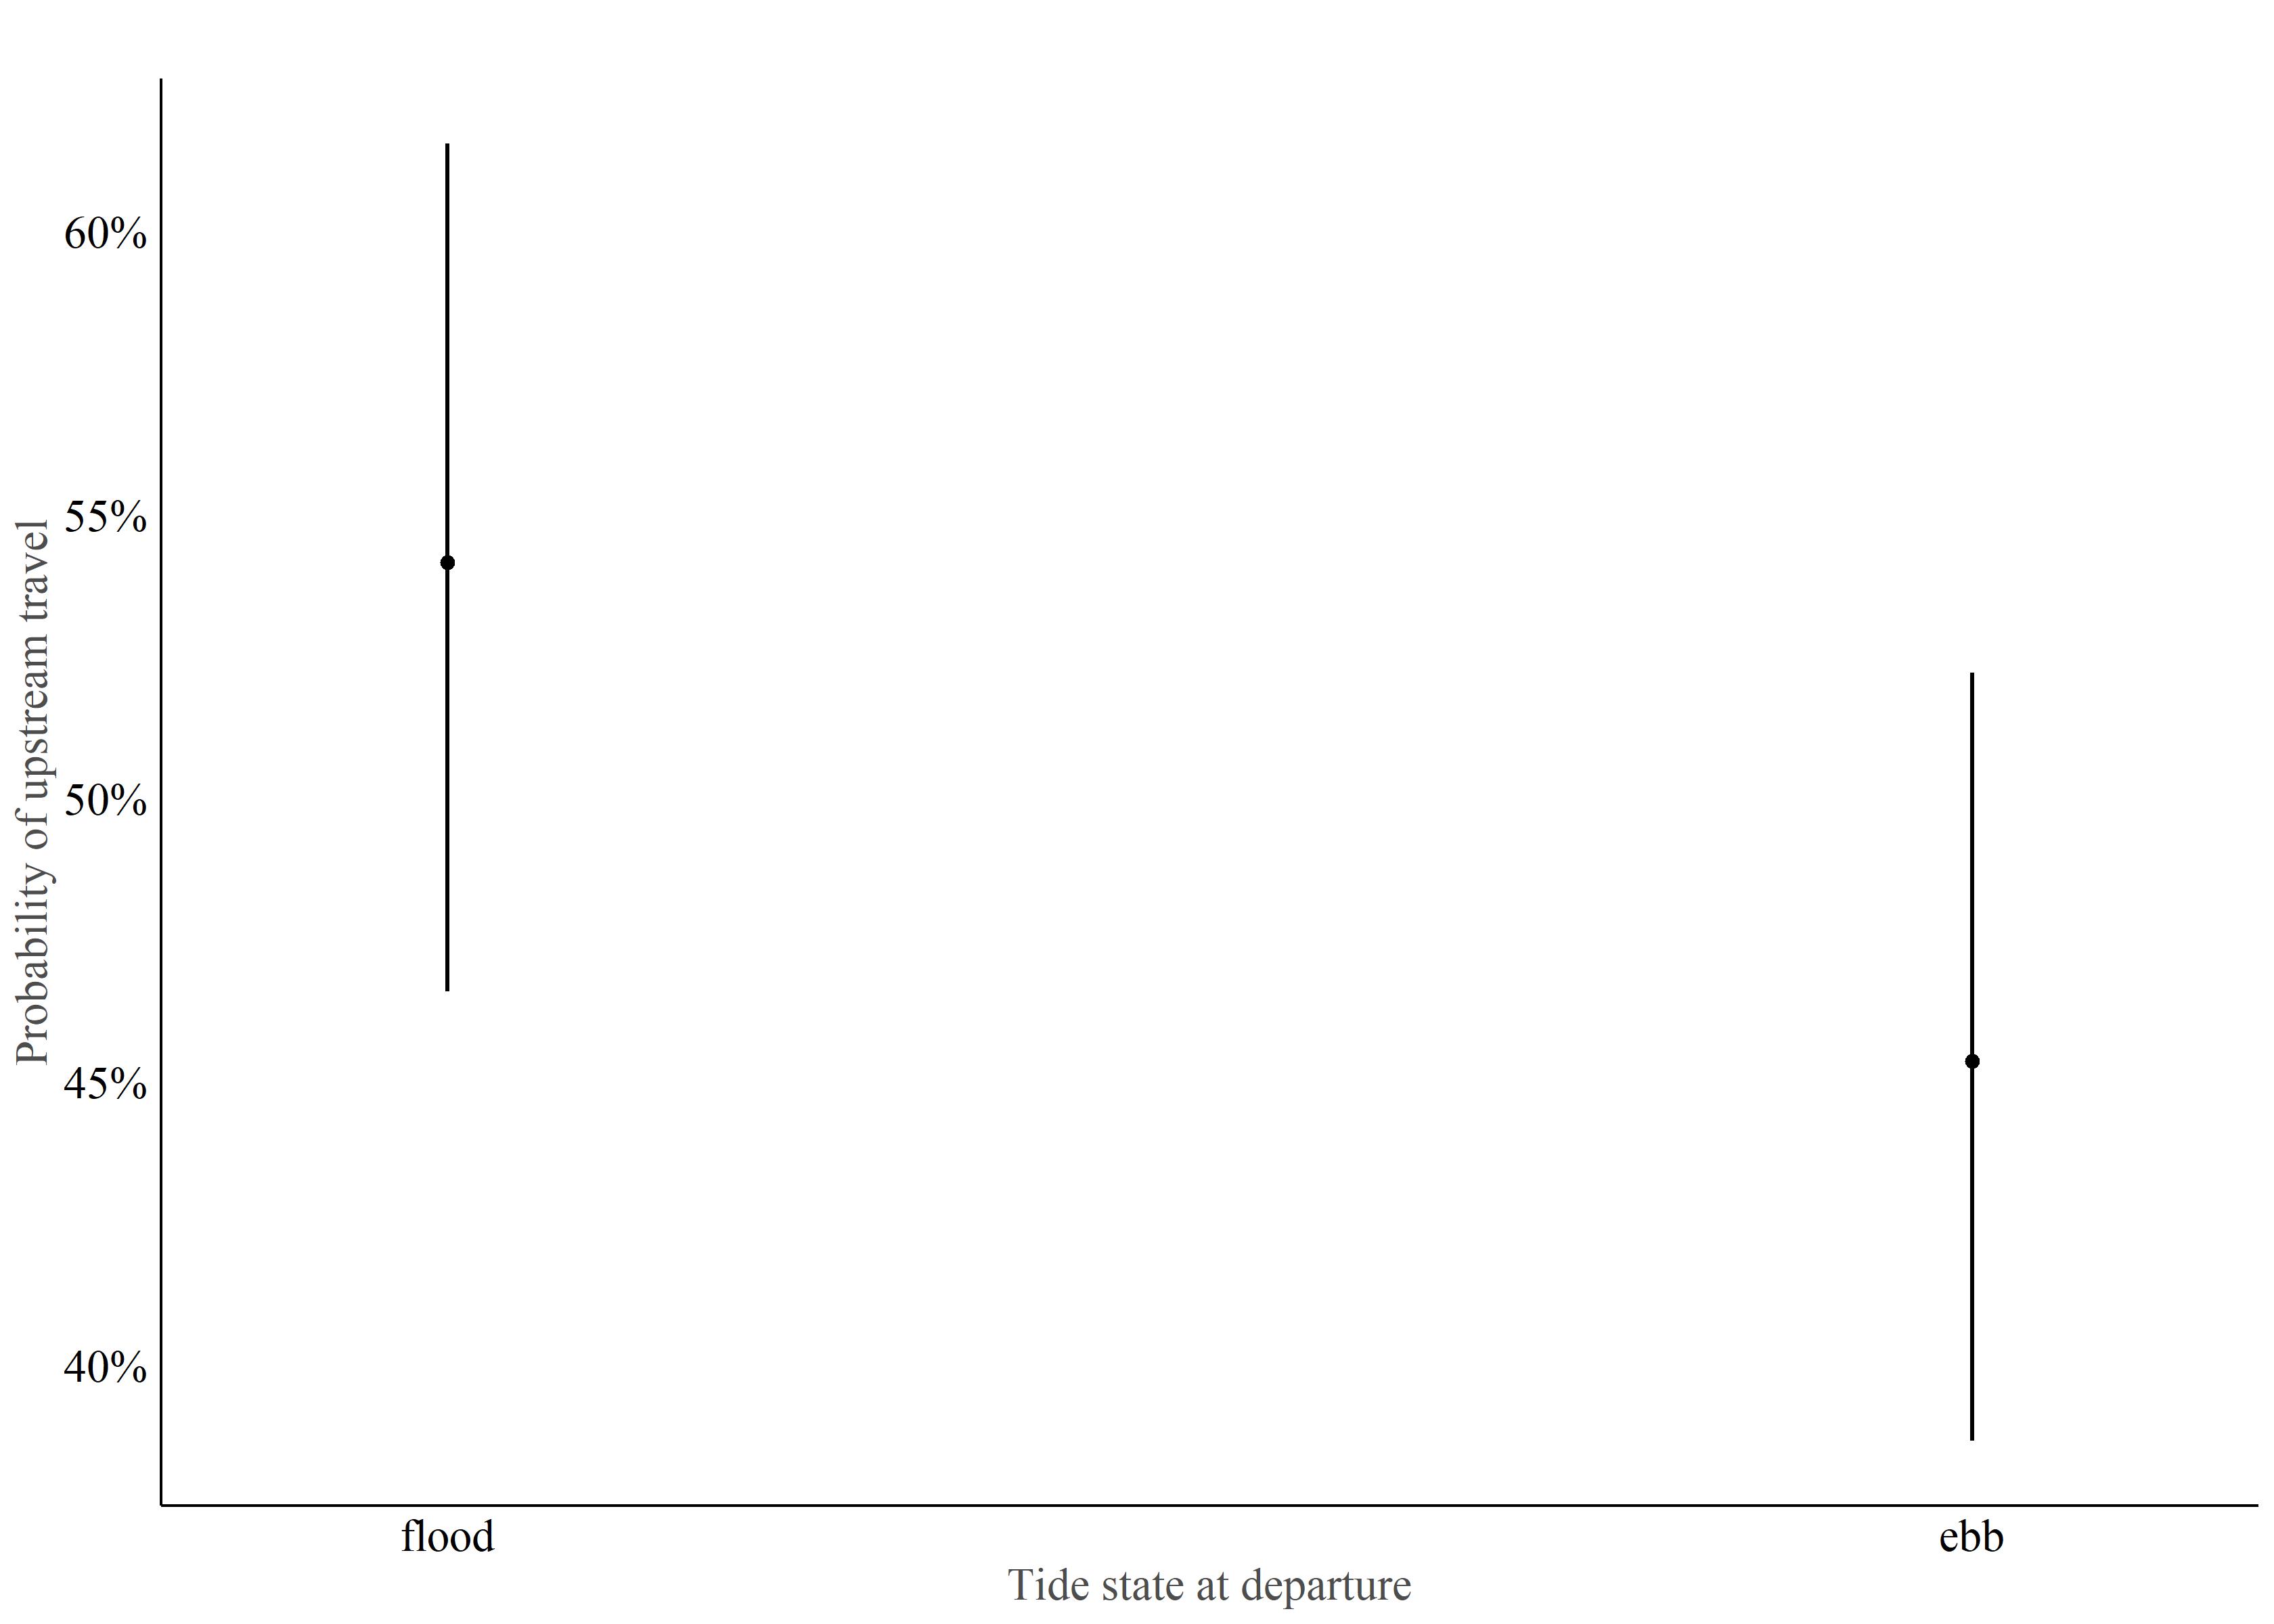 Probability of upstream travel
60%
55%
50%
45%
40%
flood
ebb
Tide state at departure